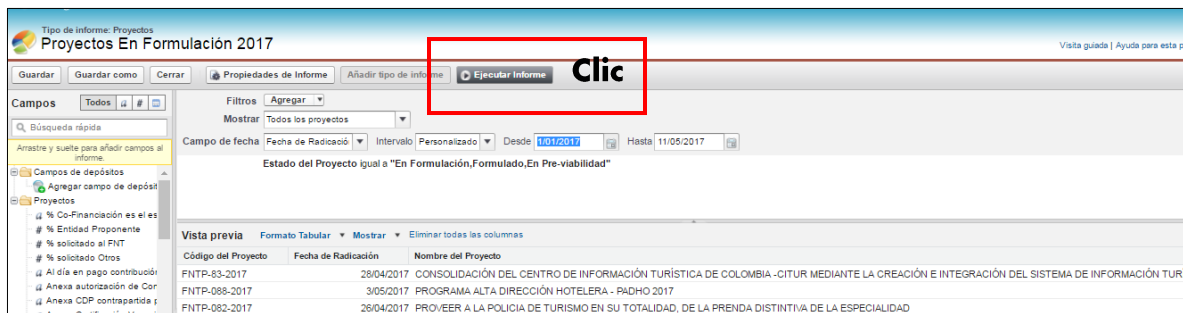 Tipo de informe: Proyectos
Proyectos En Formulación 2017
Visita guiada | Ayuda para esta p
Guardar Guardar como Cerrar Propiedades de Informe Añadir tipo de informe Ejecutar Informe Clic
Campos Todos a #
Búsqueda rápida
Arrastre y suelte para añadir campos al informe.
Campos de depósitos
Agregar campo de depósit
Proyectos
a % Co-Financiación es el es
# % Entidad Proponente
# % solicitado al FNT
# % solicitado Otros
a Al día en pago contribución
a Anexa autorización de Con
a Anexa CDP contrapartida p
Filtros Agregar
Mostrar Todos los proyectos
Campo de fecha Fecha de Radicació Intervalo Personalizado Desde 1/01/2017 Hasta 11/05/2017
Estado del Proyecto igual a "En Formulación,Formulado,En Pre-viabilidad"
Vista previa Formato Tabular Mostrar Eliminar todas las columnas
Código del Proyecto Fecha de Radicación Nombre del Proyecto
FNTP-83-2017 28/04/2017 CONSOLIDACIÓN DEL CENTRO DE INFORMACIÓN TURÍSTICA DE COLOMBIA -CITUR MEDIANTE LA CREACIÓN E INTEGRACIÓN DEL SISTEMA DE INFORMACIÓN TUR
FNTP-088-2017 3/05/2017 PROGRAMA ALTA DIRECCIÓN HOTELERA - PADHO 2017
FNTP-082-2017 26/04/2017 PROVEER A LA POLICIA DE TURISMO EN SU TOTALIDAD, DE LA PRENDA DISTINTIVA DE LA ESPECIALIDAD